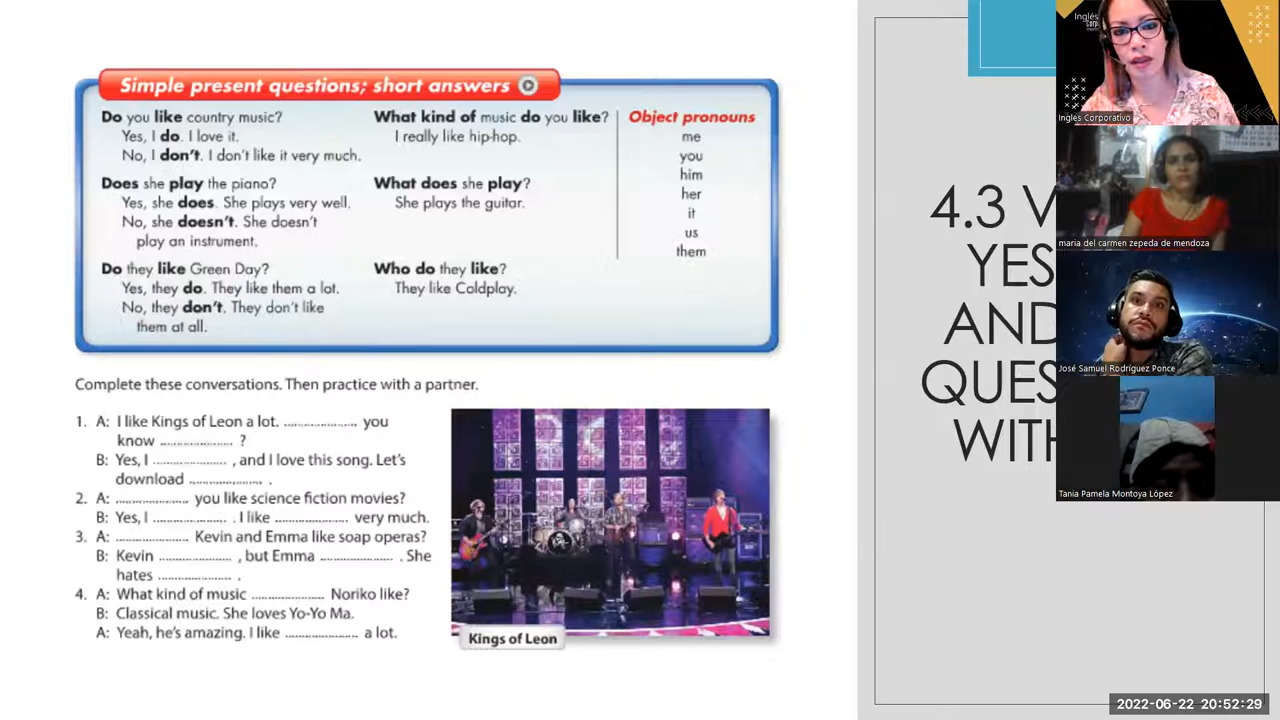 Simple present questions; short answers
Do you like country music?
Yes, I do. I love it.
No, I don't. I don't like it very much.
Does she play the piano?
Yes, she does. She plays very well.
No, she doesn't. She doesn't
play an instrument.
Do they like Green Day?
Yes, they do. They like them a lot.
No, they don't. They don't like
them at all.
What kind of music do you like?
I really like hip-hop.
What does she play?
She plays the guitar.
Who do they like?
They like Coldplay.
Object pronouns
me
you
him
her
it
us
them
Complete these conversations. Then practice with a partner.
1. A: I like Kings of Leon a lot. .................... you
know .................... ?
B: Yes, I .................... , and I love this song. Let's
download .................... .
2. A: .................... you like science fiction movies?
B: Yes, I .................... . I like .................... very much.
3. A: .................... Kevin and Emma like soap operas?
B: Kevin .................... , but Emma .................... . She
hates .................... .
4. A: What kind of music .................... Noriko like?
B: Classical music. She loves Yo-Yo Ma.
A: Yeah, he's amazing. I like .................... a lot.
Kings of Leon
4.3 
YES
AND
QUES
WITH
Inglés
Corp
Ingles Corporativo
maria del carmen zepeda de mendoza
José Samuel Rodríguez Ponce
Tania Pamela Montoya López
2022-06-22 20:52:29